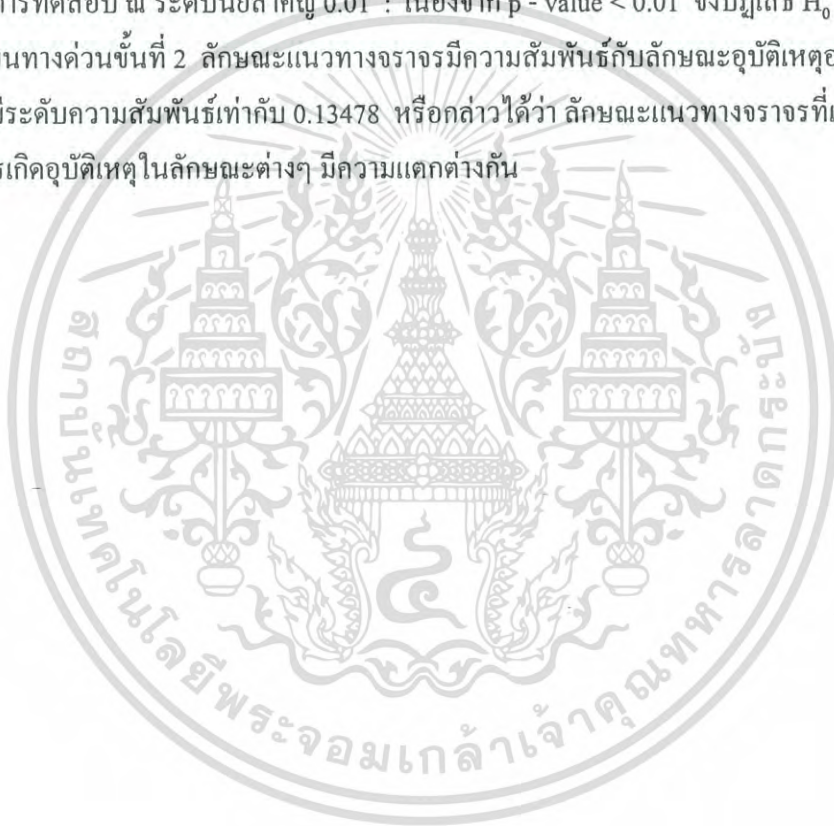 การทดสอบ ณ ระดับนัยสำคัญ 0.01 : เนื่องจาก p - value < 0.01 จึงปฏิเสธ H0
นทางด่วนขั้นที่ 2 ลักษณะแนวทางจราจรมีความสัมพันธ์กับลักษณะอุบัติเหตุอ
ระดับความสัมพันธ์เท่ากับ 0.13478 หรือกล่าวได้ว่า ลักษณะแนวทางจราจรที่แ
รเกิดอุบัติเหตุในลักษณะต่างๆ มีความแตกต่างกัน
สถาบันเทคโนโลยีพระจอมเกล้าเจ้าคุณทหารลาดกระบัง